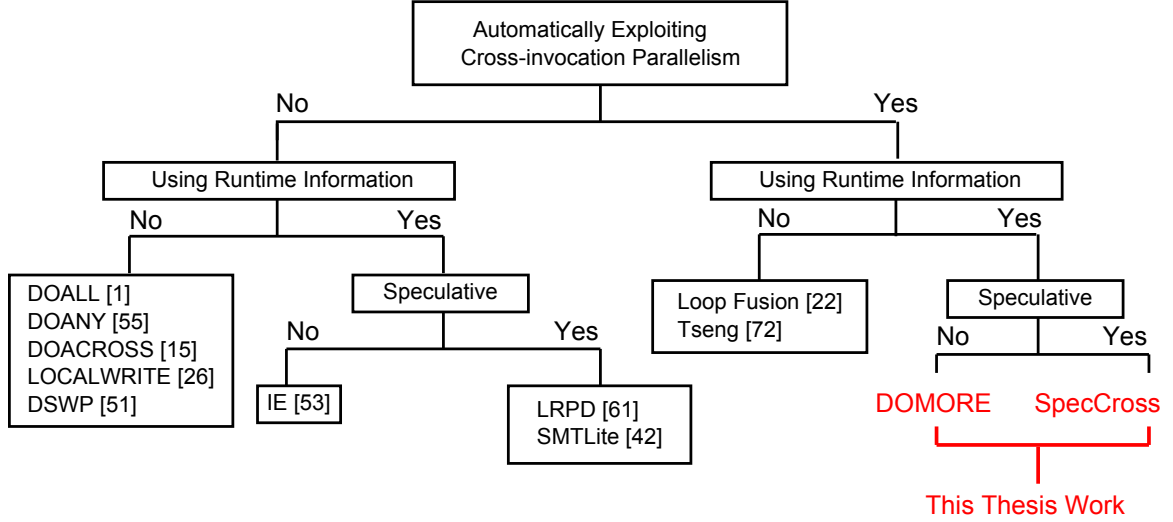 Automatically Exploiting
Cross-invocation Parallelism
No
Yes
Using Runtime Information
Using Runtime Information
No
Yes
No
Yes
DOALL [1]
DOANY [55]
DOACROSS [15]
LOCALWRITE [26]
DSWP [51]
Speculative
Loop Fusion [22]
Tseng [72]
Speculative
No
Yes
No
Yes
IE [53]
LRPD [61]
SMTLite [42]
DOMORE
SpecCross
This Thesis Work